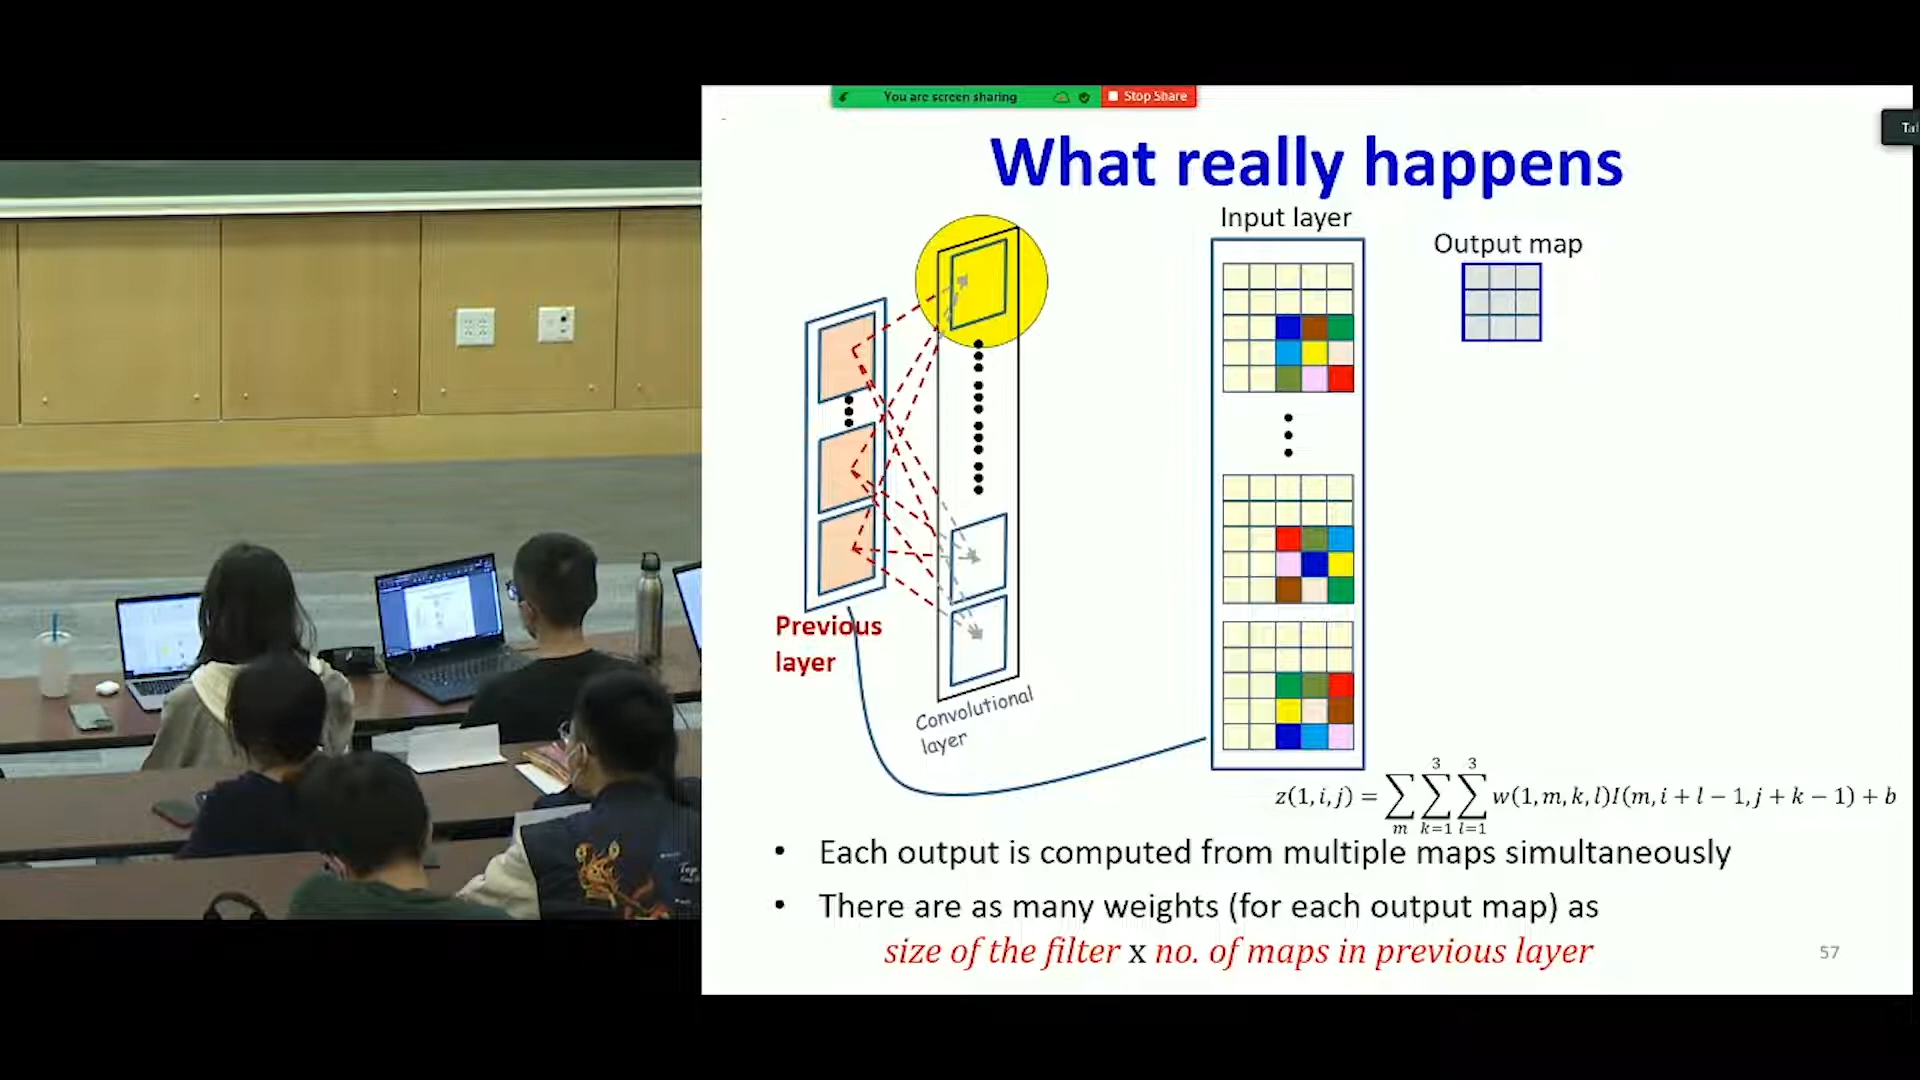 You are screen sharing
Stop Share
What really happens
Input layer
Output map
Previous
layer
Convolutional
layer
z(1,i,j) = ∑_m ∑_{k=1}^{3} ∑_{l=1}^{3} w(1,m,k,l)I(m,i+l−1,j+k−1)+b
• Each output is computed from multiple maps simultaneously
• There are as many weights (for each output map) as
size of the filter x no. of maps in previous layer
57